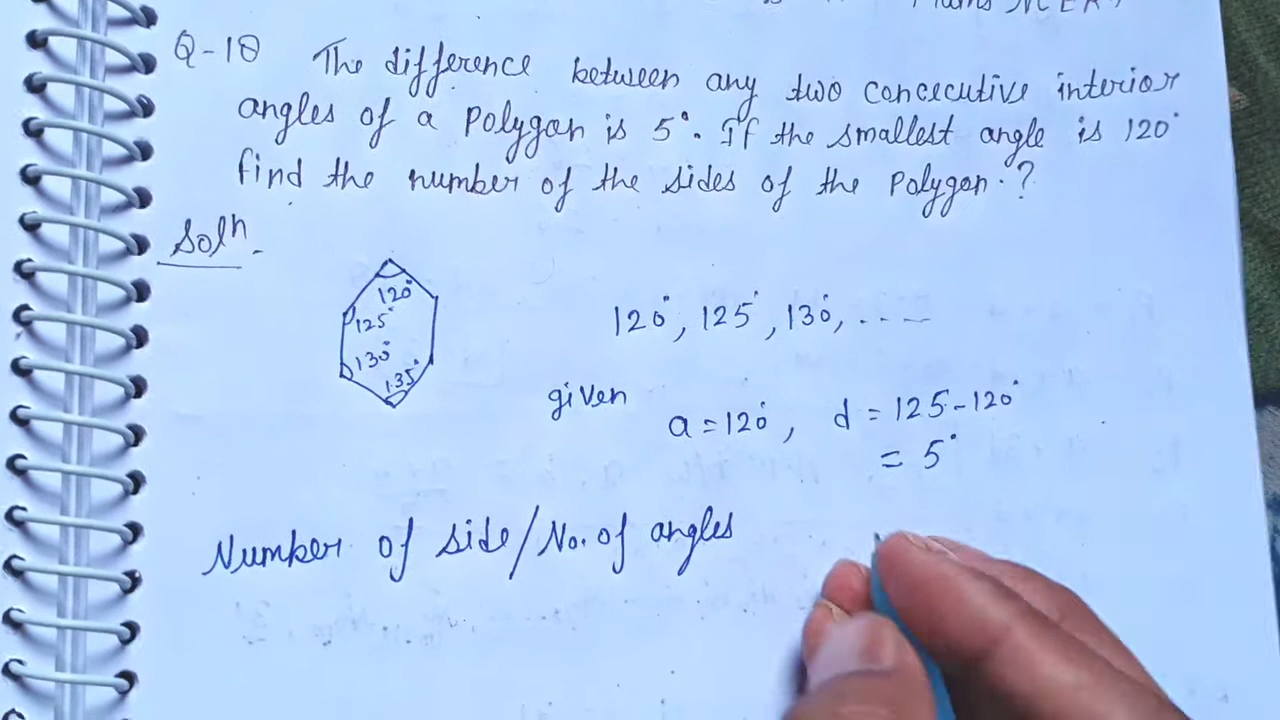 Maths NCERT
Q-18 The difference between any two concecutive interior
angles of a Polygon is 5°. If the smallest angle is 120°
find the number of the sides of the Polygon.?
Solⁿ.
120°
125°
130°
135°
120°, 125°, 130°, .----
given
a = 120°, d = 125-120°
= 5°
Number of side/No. of angles